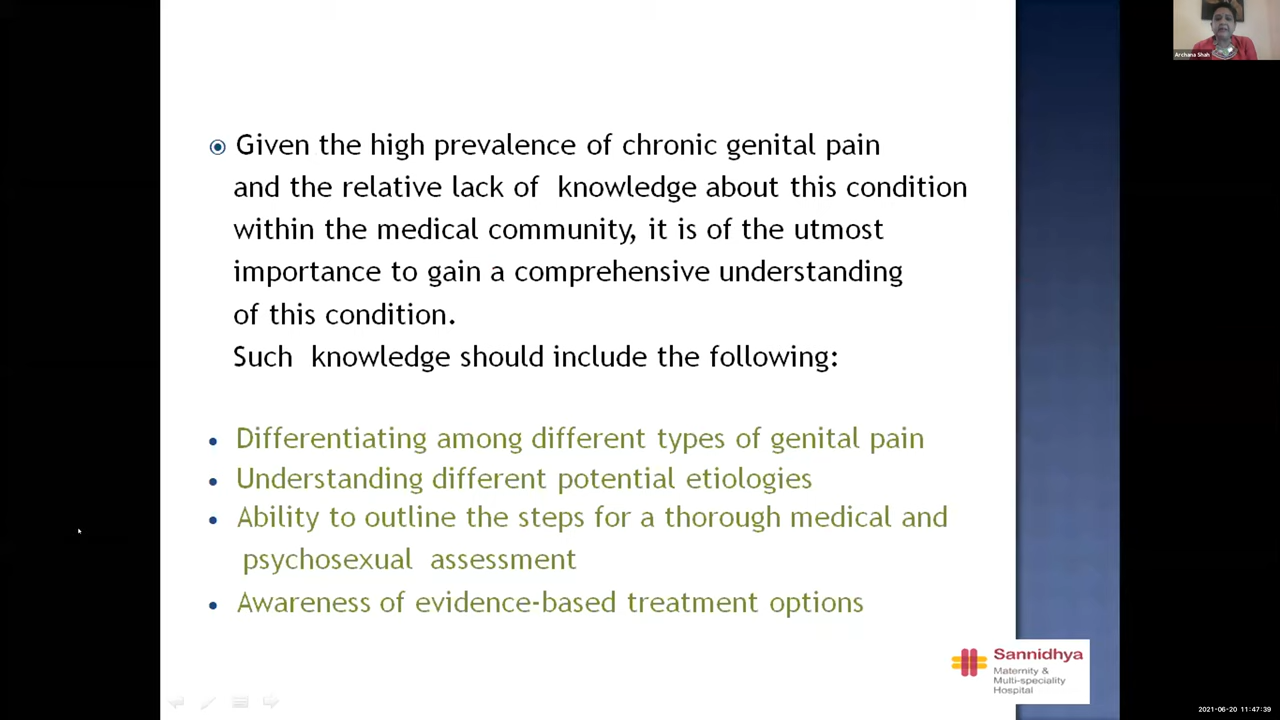 Archana Shah
Given the high prevalence of chronic genital pain
and the relative lack of knowledge about this condition
within the medical community, it is of the utmost
importance to gain a comprehensive understanding
of this condition.
Such knowledge should include the following:
Differentiating among different types of genital pain
Understanding different potential etiologies
Ability to outline the steps for a thorough medical and
psychosexual assessment
Awareness of evidence-based treatment options
Sannidhya
Maternity &
Multi-speciality
Hospital
2021-06-20 11:47:39